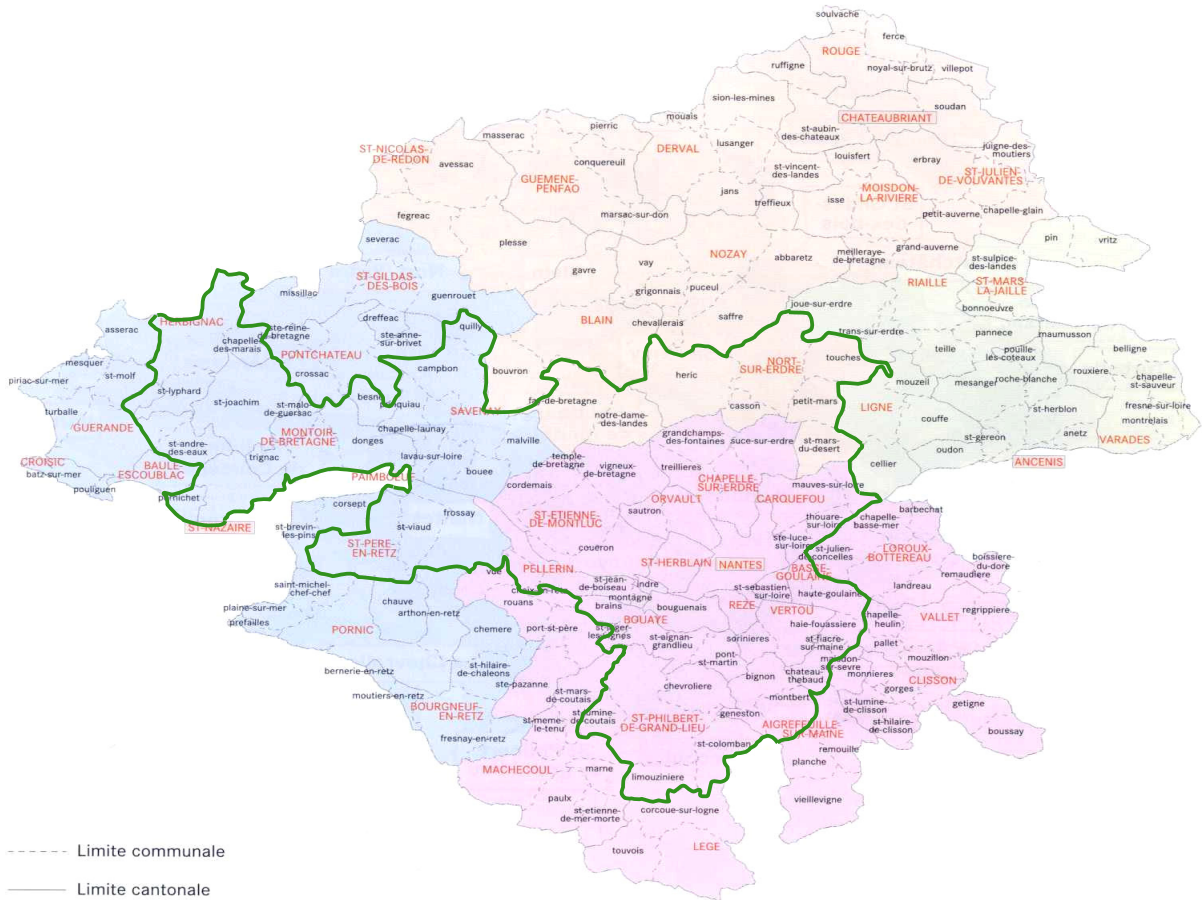 soulvache
ferce
ROUGE
ruffigne
noyal-sur-brutz
villepot
sion-les-mines
soudan
mouais
CHATEAUBRIANT
pierric
masserac
st-aubin-
des-chateaux
lusanger
juigne-des-
moutiers
ST-NICOLAS-
DE-REDON
avessac
conquereuil
DERVAL
louisfert
erbray
st-vincent-
des-landes
ST-JULIEN-
DE-VOUVANTES
GUEMENE-
PENFAO
jans
treffieux
isse
MOISDON-
LA-RIVIERE
fegreac
marsac-sur-don
petit-auverne
chapelle-glain
severac
plesse
pin
vritz
grand-auverne
vay
NOZAY
abbaretz
meilleraye-
de-bretagne
st-sulpice-
des-landes
gavre
ST-GILDAS-
DES-BOIS
missillac
guenrouet
grigonnais
puceul
RIAILLE
ST-MARS-
LA-JAILLE
joue-sur-erdre
bonnoeuvre
HERBIGNAC
dreffeac
BLAIN
chevallerais
saffre
asserac
ste-reine-
de-bretagne
quilly
trans-sur-erdre
pannece
maumusson
ste-anne-
sur-brivet
chapelle-
des-marais
PONTCHATEAU
teille
pouille-
les-coteaux
belligne
mesquer
st-molf
crossac
campbon
bouvron
heric
NORT-
SUR-ERDRE
touches
mouzeil
mesanger
roche-blanche
rouxiere
chapelle-
st-sauveur
piriac-sur-mer
st-lyphard
st-joachim
besne
fay-de-bretagne
casson
petit-mars
LIGNE
turballe
st-malo-
de-guersac
SAVENAY
notre-dame-
des-landes
couffe
st-herblon
fresne-sur-loire
montrelais
GUERANDE
MONTOIR-
DE-BRETAGNE
chapelle-launay
grandchamps-
des-fontaines
suce-sur-erdre
st-gereon
anetz
VARADES
st-andre-
des-eaux
donges
malville
st-mars-
du-desert
oudon
CROISIC
batz-sur-mer
BAULE-
ESCOUBLAC
trignac
lavau-sur-loire
bouee
temple-
de-bretagne
vigneux-
de-bretagne
treillieres
cellier
ANCENIS
pouliguen
pornichet
PAIMBOEUF
cordemais
CHAPELLE-
SUR-ERDRE
mauves-sur-loire
corsept
frossay
ORVAULT
CARQUEFOU
sautron
ST-NAZAIRE
st-brevin-
les-pins
st-viaud
ST-ETIENNE-
DE-MONTLUC
thouare-
sur-loire
chapelle-
basse-mer
barbechat
ST-PERE-
EN-RETZ
coueron
ste-luce-
sur-loire
st-julien-
de-concelles
LOROUX-
BOTTEREAU
vue
PELLERIN
ST-HERBLAIN
NANTES
BASSE-
GOULAINE
boissiere-
du-dore
remaudiere
saint-michel-
chef-chef
rouans
st-jean-
de-boiseau
indre
montagne
st-sebastien-
sur-loire
haute-goulaine
landreau
plaine-sur-mer
prefailles
chauve
arthon-en-retz
brains
bouguenais
REZE
VERTOU
chapelle-
heulin
VALLET
regrippiere
PORNIC
chemere
port-st-père
BOUAYE
st-leger-
les-vignes
st-aignan-
grandlieu
sorinieres
haie-fouassiere
st-fiacre-
sur-maine
pallet
mouzillon
bernerie-en-retz
st-hilaire-
de-chaleons
pont-
st-martin
maisdon-
sur-sevre
monnieres
CLISSON
moutiers-en-retz
ste-pazanne
chevroliere
bignon
chateau-
thebaud
gorges
BOURGNEUF-
EN-RETZ
st-mars-
de-coutais
montbert
getigne
st-meme-
le-tenu
st-lumine-
de-coutais
ST-PHILBERT-
DE-GRAND-LIEU
geneston
AIGREFEUILLE-
SUR-MAINE
st-lumine-
de-clisson
st-hilaire-
de-clisson
boussay
fresnay-en-retz
st-colomban
remouille
MACHECOUL
marne
limouziniere
planche
paulx
st-etienne-
de-mer-morte
corcoue-sur-logne
vieillevigne
touvois
LEGE
Limite communale
Limite cantonale